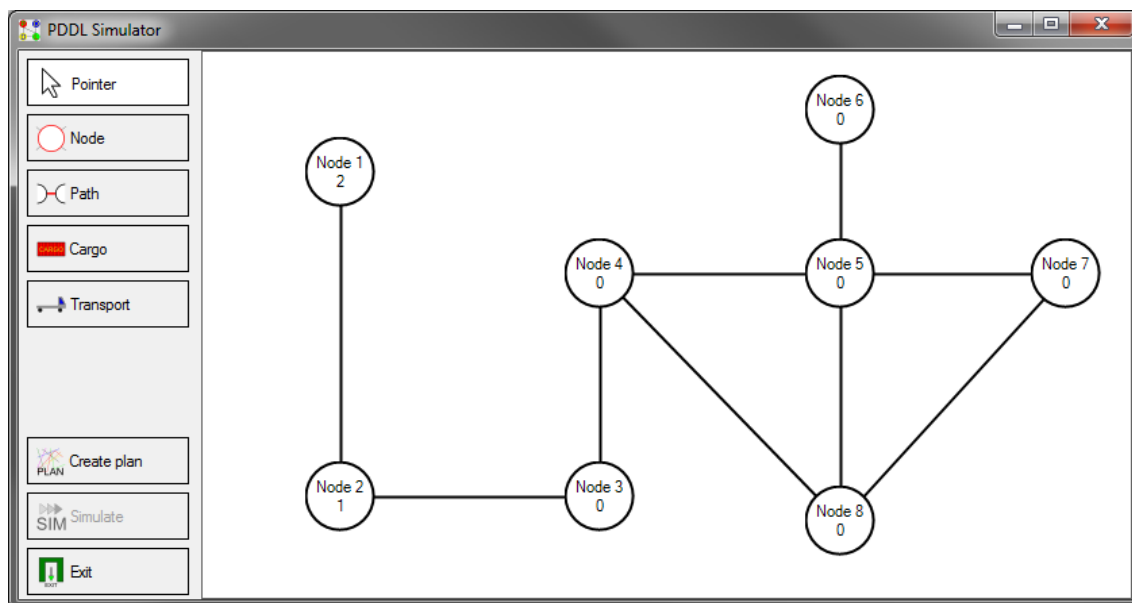 PDDL Simulator
Pointer
Node
Path
CARGO Cargo
Transport
PLAN Create plan
SIM Simulate
EXIT Exit
Node 1
2
Node 2
1
Node 3
0
Node 4
0
Node 5
0
Node 6
0
Node 7
0
Node 8
0